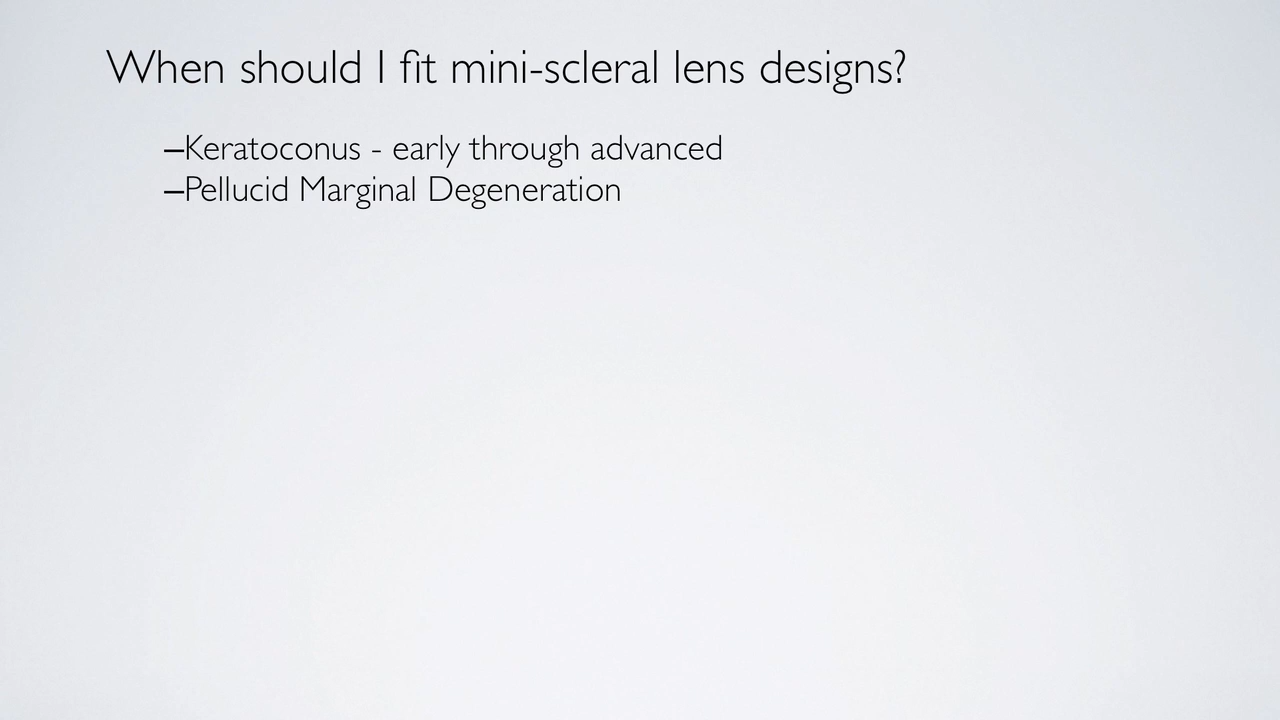 When should I fit mini-scleral lens designs?
–Keratoconus - early through advanced
–Pellucid Marginal Degeneration